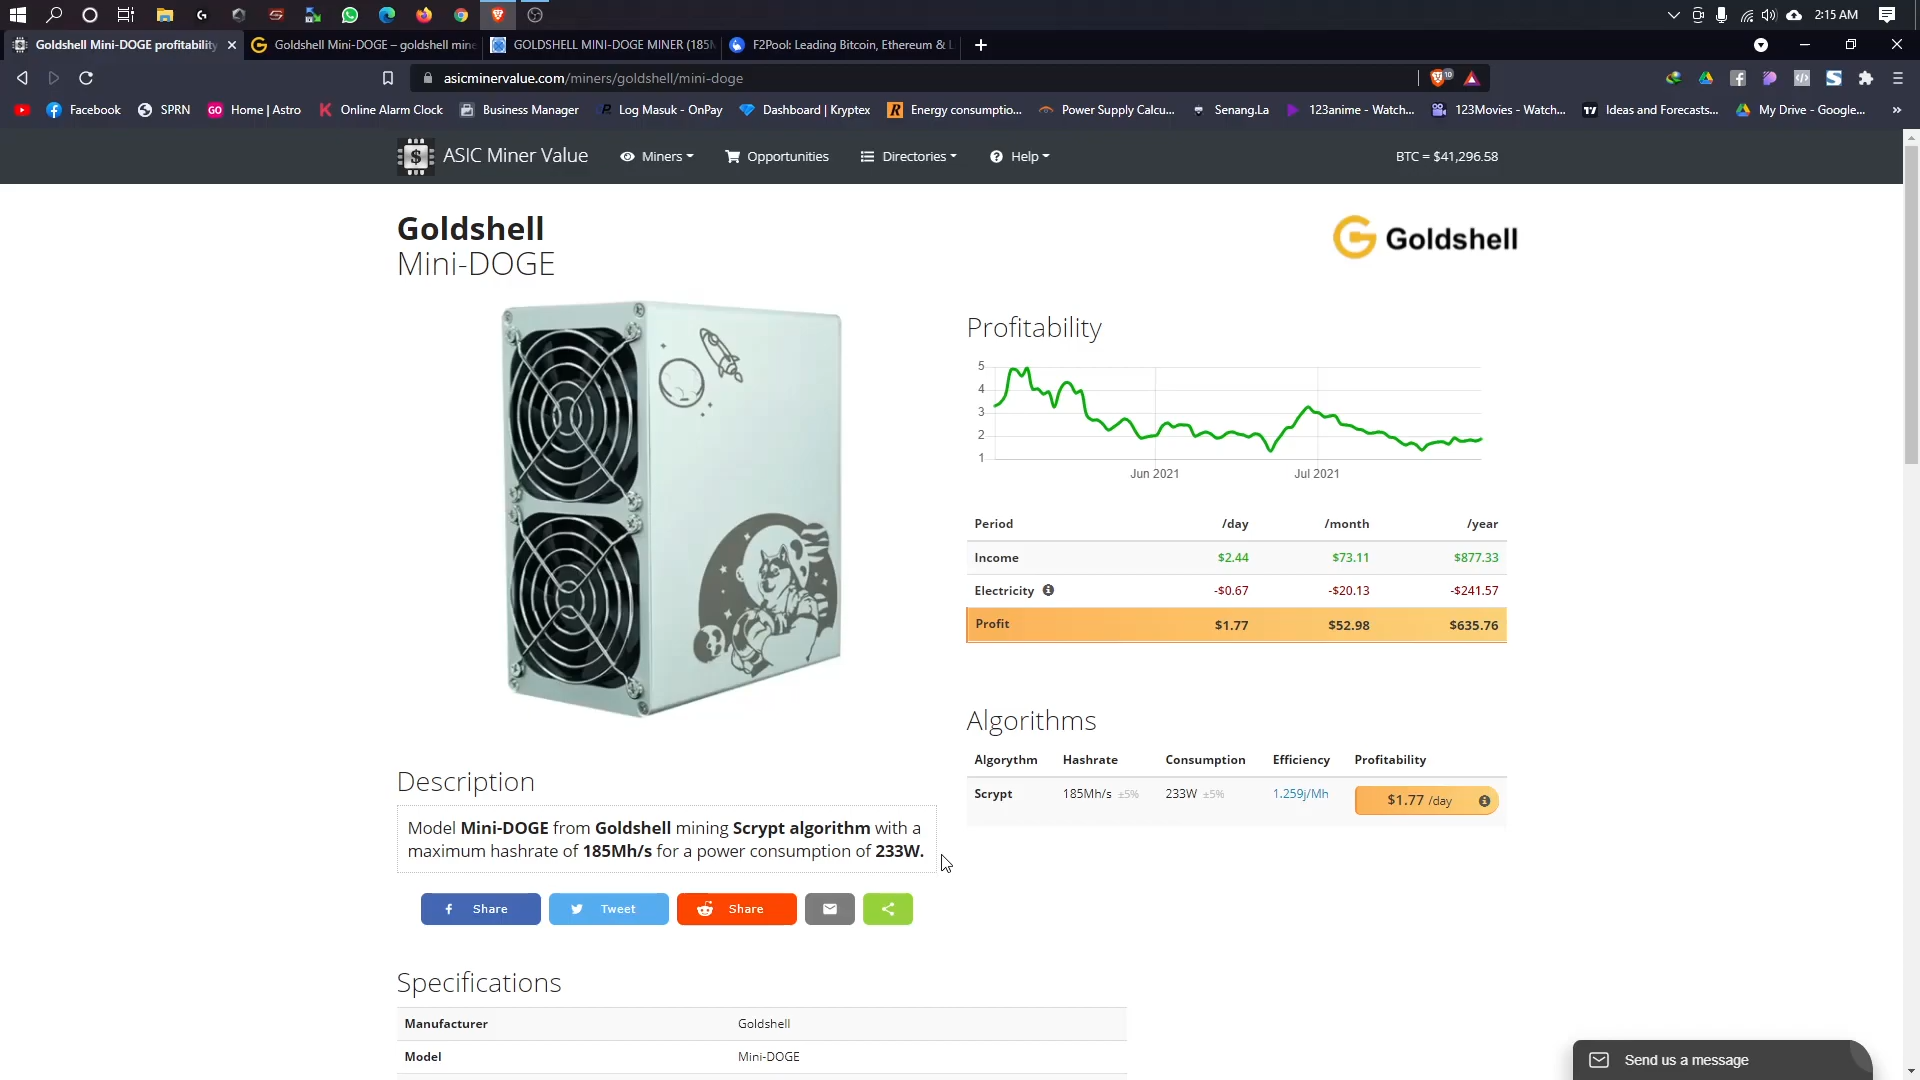 2:15 AM
Goldshell Mini-DOGE profitability
Goldshell Mini-DOGE – goldshell mine
GOLDSHELL MINI-DOGE MINER (185M
F2Pool: Leading Bitcoin, Ethereum & L
asicminervalue.com/miners/goldshell/mini-doge
10
Facebook
SPRN
GO Home | Astro
Online Alarm Clock
Business Manager
Log Masuk - OnPay
Dashboard | Kryptex
Energy consumptio...
Power Supply Calcu...
Senang.La
123anime - Watch...
123Movies - Watch...
Ideas and Forecasts...
My Drive - Google...
ASIC Miner Value
Miners
Opportunities
Directories
Help
BTC = $41,296.58
Goldshell
Mini-DOGE
Goldshell
Profitability
5
4
3
2
1
Jun 2021
Jul 2021
Period /day /month /year
Income $2.44 $73.11 $877.33
Electricity -$0.67 -$20.13 -$241.57
Profit $1.77 $52.98 $635.76
Algorithms
Algorythm Hashrate Consumption Efficiency Profitability
Scrypt 185Mh/s ±5% 233W ±5% 1.259j/Mh $1.77 /day
Description
Model Mini-DOGE from Goldshell mining Scrypt algorithm with a
maximum hashrate of 185Mh/s for a power consumption of 233W.
Share
Tweet
Share
Specifications
Manufacturer Goldshell
Model Mini-DOGE
Send us a message